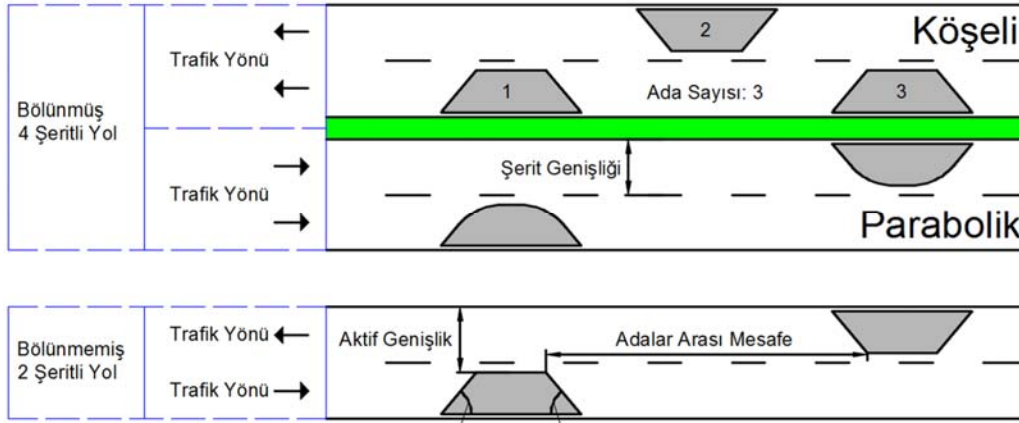 Köşeli
2
Trafik Yönü
1
Ada Sayısı: 3
3
Bölünmüş
4 Şeritli Yol
Şerit Genişliği
Trafik Yönü
Parabolik
Trafik Yönü
Aktif Genişlik
Adalar Arası Mesafe
Bölünmemiş
2 Şeritli Yol
Trafik Yönü